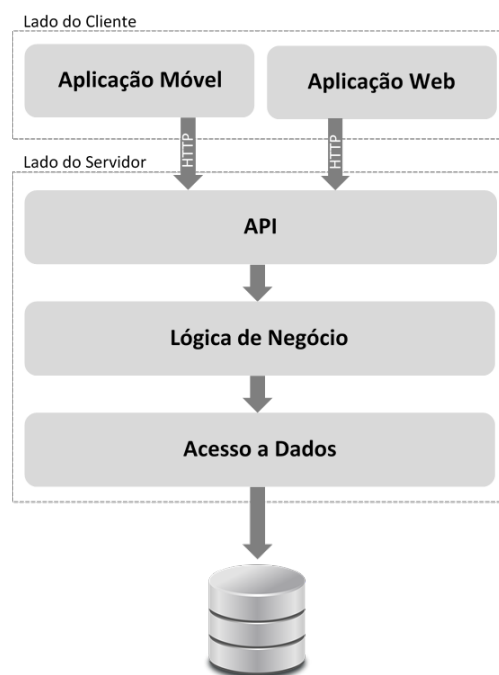 Lado do Cliente
Aplicação Móvel
Aplicação Web
HTTP
HTTP
Lado do Servidor
API
Lógica de Negócio
Acesso a Dados